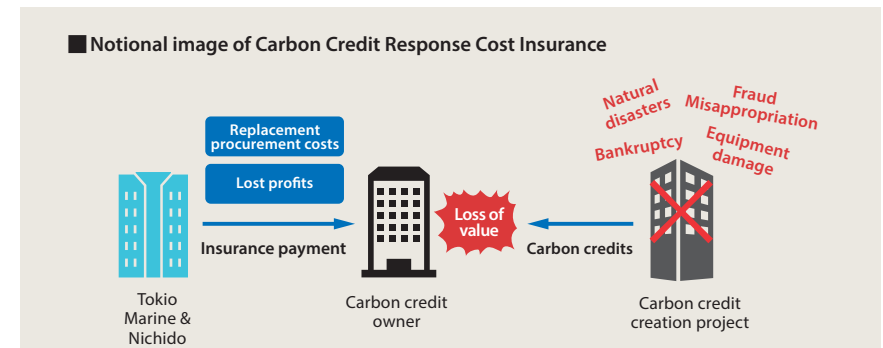 Notional image of Carbon Credit Response Cost Insurance
Natural
disasters
Fraud
Misappropriation
Bankruptcy
Equipment
damage
Replacement
procurement costs
Lost profits
Insurance payment
Loss of
value
Carbon credits
Tokio
Marine &
Nichido
Carbon credit
owner
Carbon credit
creation project